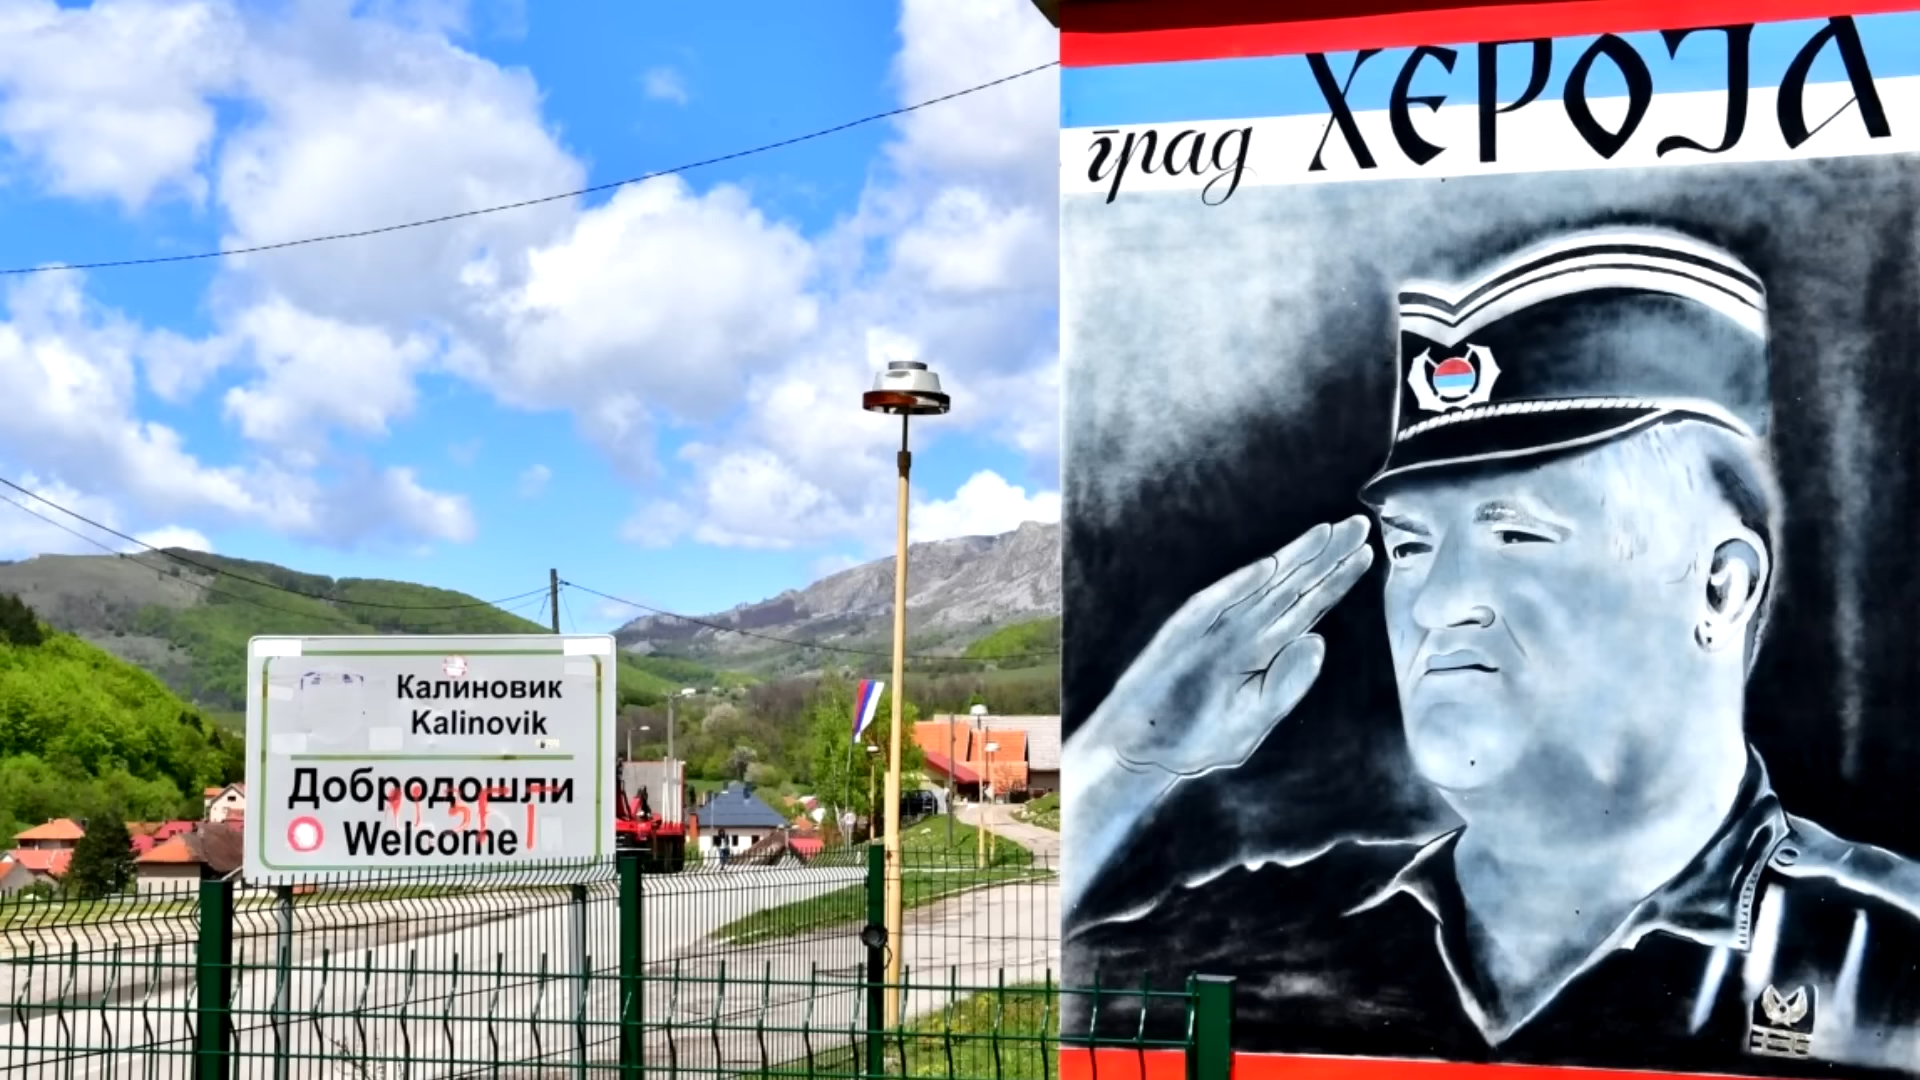 Калиновик
Kalinovik
Добродошли
Welcome
град ХЕРОЈА